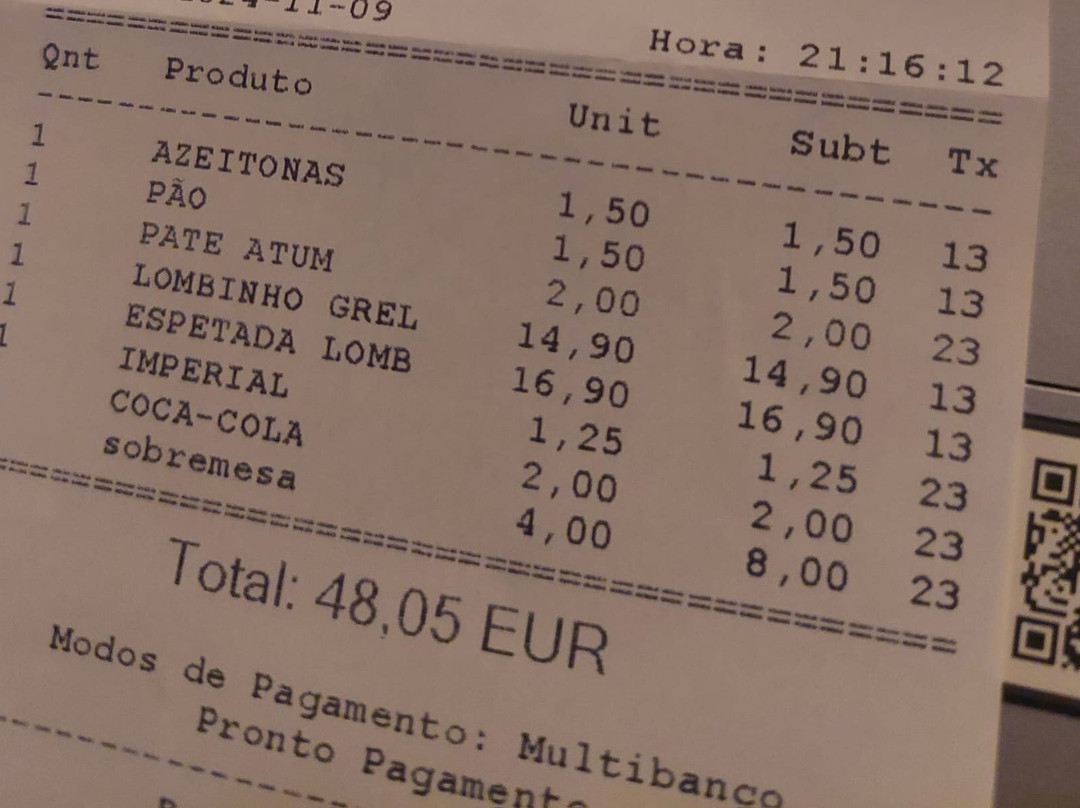 -11-09
Hora: 21:16:12
Qnt Produto Unit Subt Tx
1 AZEITONAS 1,50 1,50 13
1 PÃO 1,50 1,50 13
1 PATE ATUM 2,00 2,00 23
1 LOMBINHO GREL 14,90 14,90 13
1 ESPETADA LOMB 16,90 16,90 13
1 IMPERIAL 1,25 1,25 23
COCA-COLA 2,00 2,00 23
sobremesa 4,00 8,00 23
Total: 48,05 EUR
Modos de Pagamento: Multibanco
Pronto Pagamento